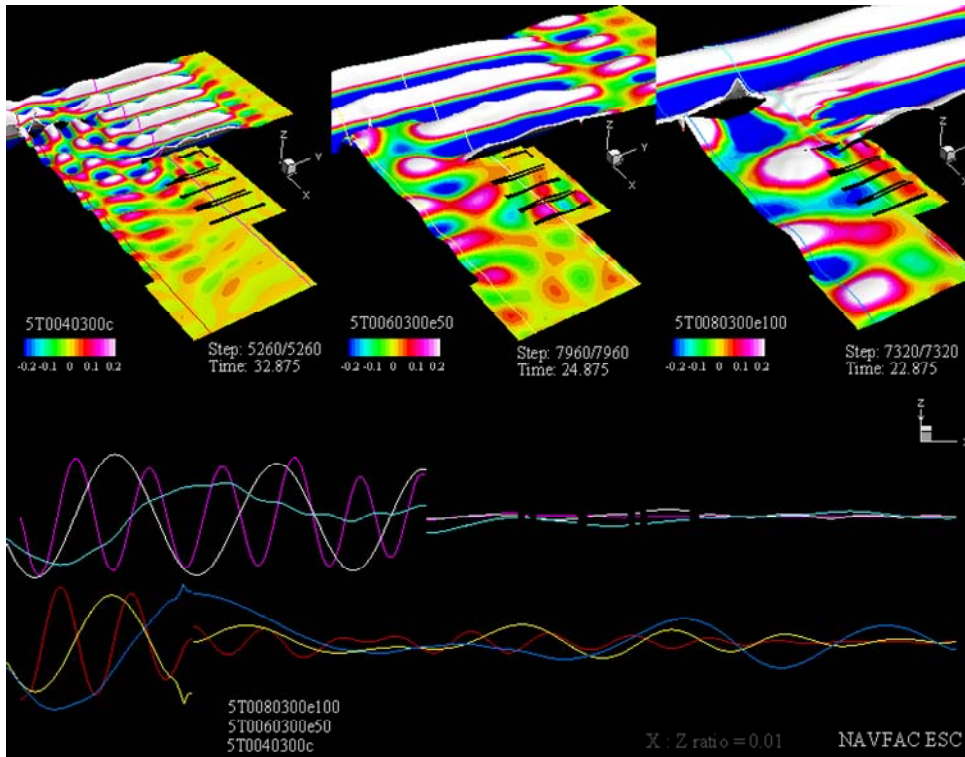 Z
Y
X
Z
Y
X
Z
Y
X
5T0040300c
-0.2 -0.1 0 0.1 0.2
Step: 5260/5260
Time: 32.875
5T0060300e50
-0.2 -0.1 0 0.1 0.2
Step: 7960/7960
Time: 24.875
5T0080300e100
-0.2 -0.1 0 0.1 0.2
Step: 7320/7320
Time: 22.875
Z
5T0080300e100
5T0060300e50
5T0040300c
X : Z ratio = 0.01
NAVFAC ESC